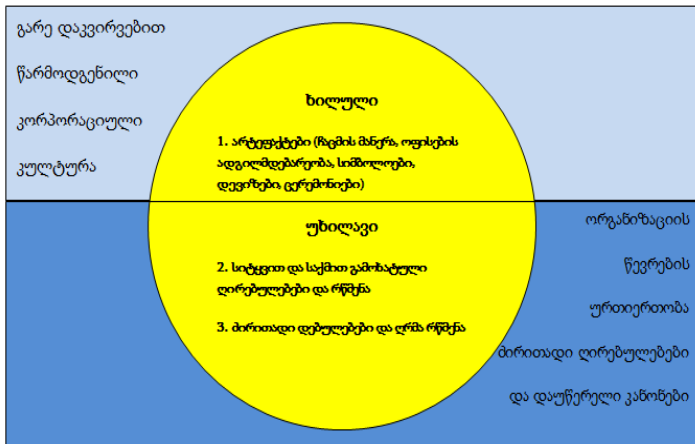 გარე დაკვირვებით
წარმოდგენილი
კორპორაციული
კულტურა
ხილული
1. არტეფაქტები (ჩაცმის მანერა, ოფისების
ადგილმდებარეობა, სიმბოლოები,
დევიზები, ცერემონიები)
უხილავი
2. სიტყვით და საქმით გამოხატული
ღირებულებები და რწმენა
3. ძირითადი დებულებები და ღრმა რწმენა
ორგანიზაციის
წევრების
ურთიერთობა
ძირითადი ღირებულებები
და დაუწერელი კანონები